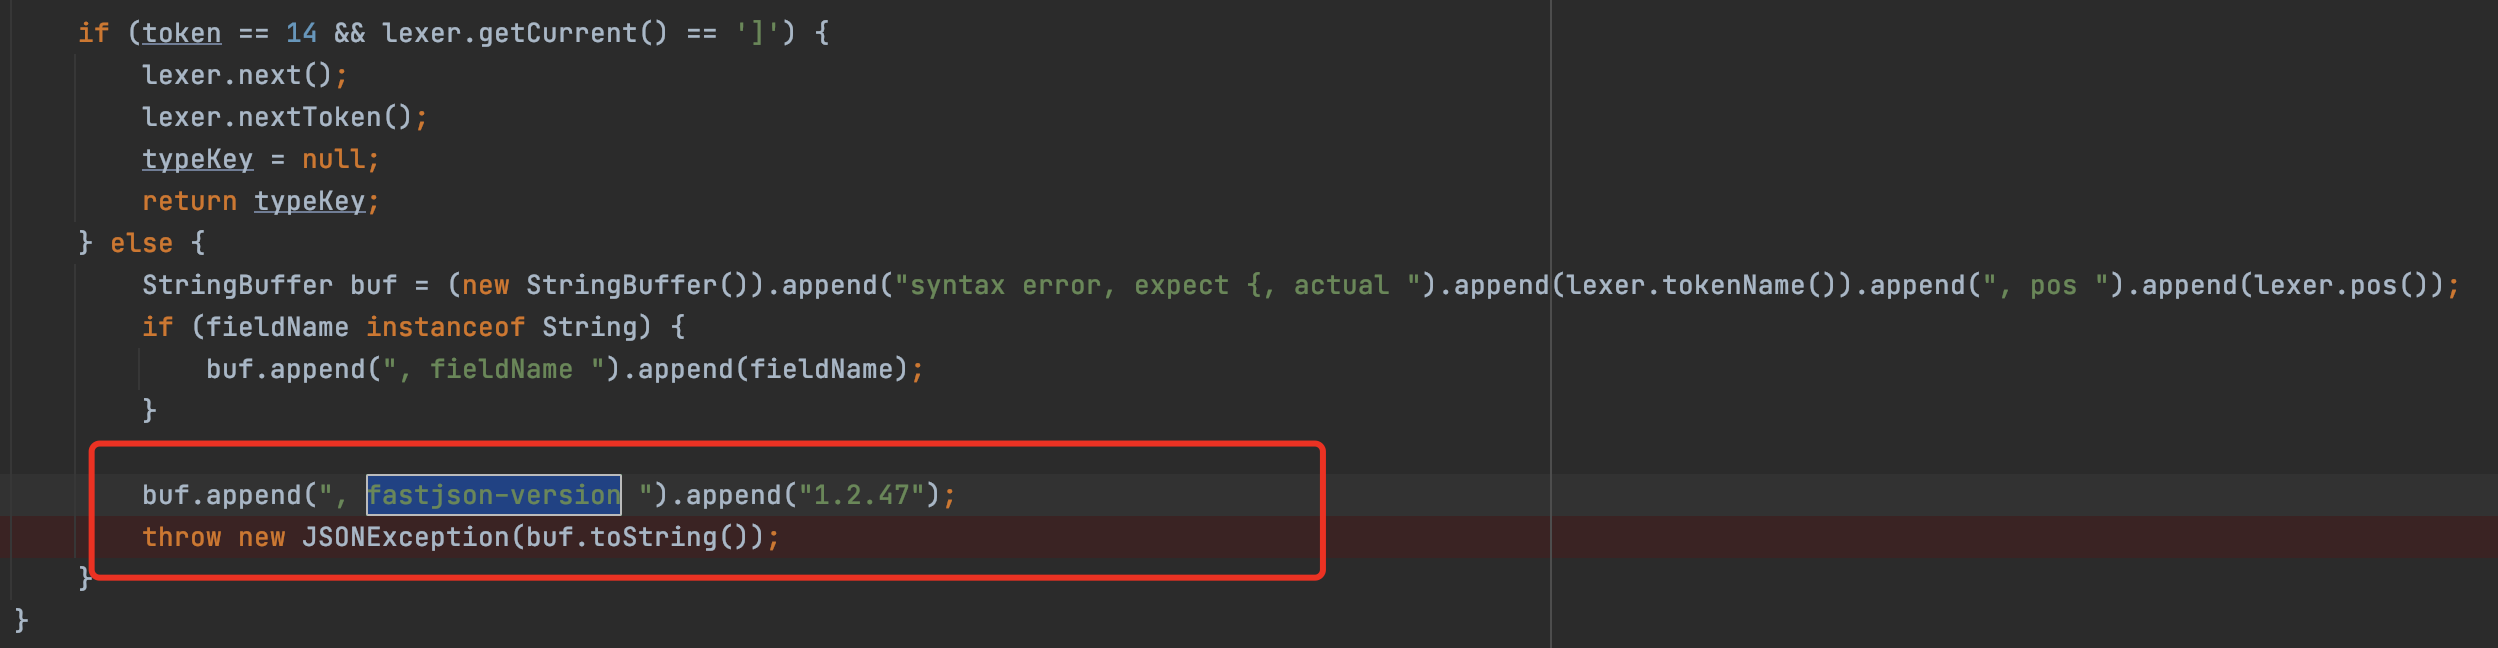 if (token == 14 && lexer.getCurrent() == ']') {
lexer.next();
lexer.nextToken();
typeKey = null;
return typeKey;
} else {
StringBuffer buf = (new StringBuffer()).append("syntax error, expect {, actual ").append(lexer.tokenName()).append(", pos ").append(lexer.pos());
if (fieldName instanceof String) {
buf.append(", fieldName ").append(fieldName);
}
buf.append(", fastjson-version ").append("1.2.47");
throw new JSONException(buf.toString());
}
}